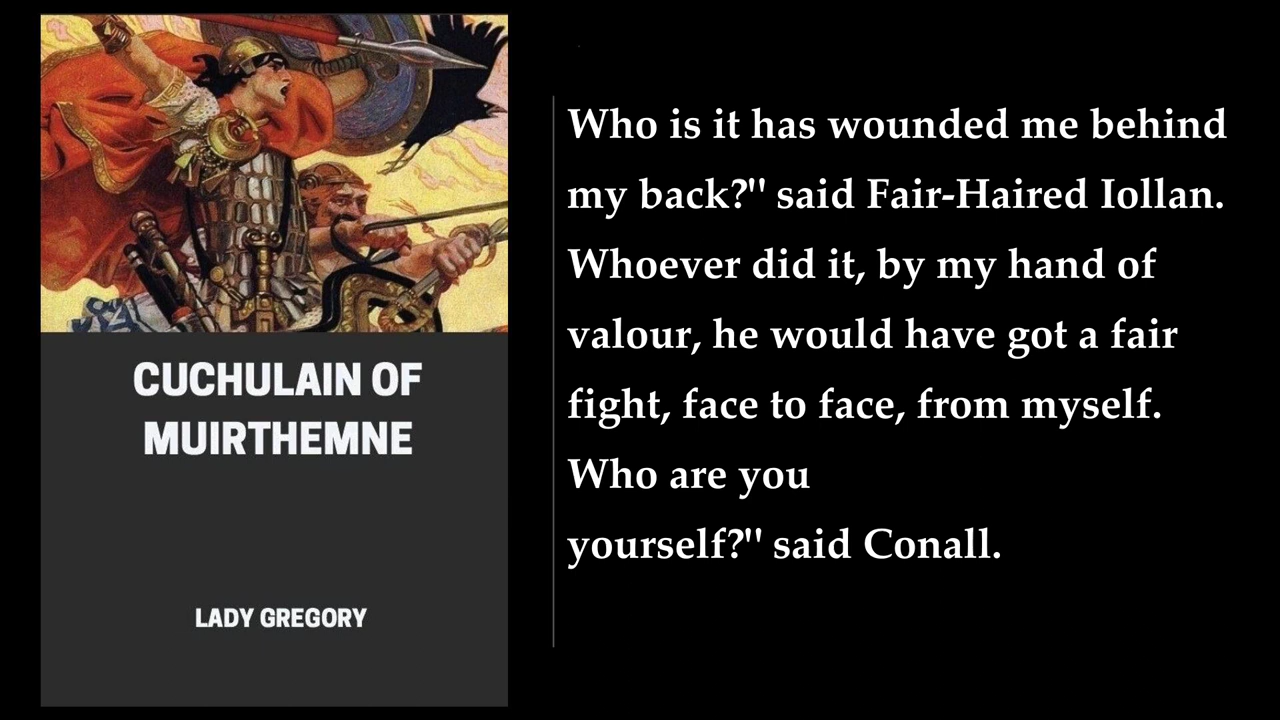 CUCHULAIN OF
MUIRTHEMNE
LADY GREGORY
Who is it has wounded me behind
my back?" said Fair-Haired Iollan.
Whoever did it, by my hand of
valour, he would have got a fair
fight, face to face, from myself.
Who are you
yourself?" said Conall.